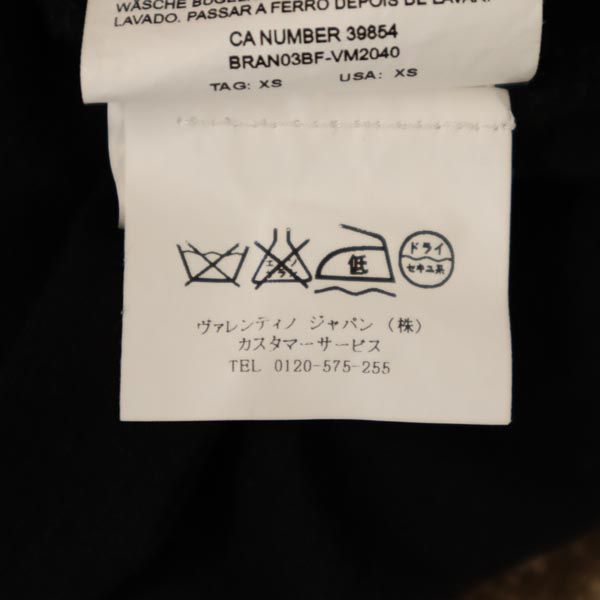 WÄSCHE BÜGEL
LAVADO. PASSAR A FERRO DEPOIS DE LAVAR.
CA NUMBER 39854
BRAN03BF-VM2040
TAG: XS USA: XS
低
ドライ
セキユ系
ヴァレンティノ ジャパン (株)
カスタマーサービス
TEL 0120-575-255